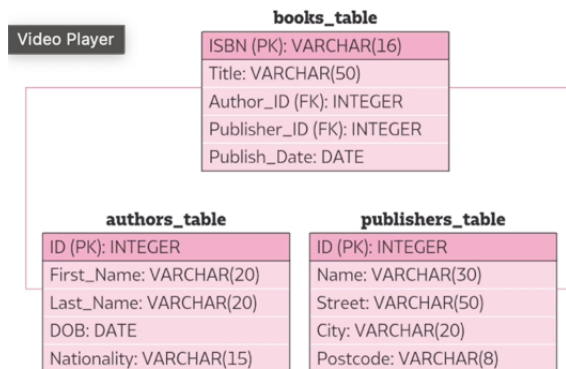 books_table
Video Player
ISBN (PK): VARCHAR(16)
Title: VARCHAR(50)
Author_ID (FK): INTEGER
Publisher_ID (FK): INTEGER
Publish_Date: DATE
authors_table
ID (PK): INTEGER
First_Name: VARCHAR(20)
Last_Name: VARCHAR(20)
DOB: DATE
Nationality: VARCHAR(15)
publishers_table
ID (PK): INTEGER
Name: VARCHAR(30)
Street: VARCHAR(50)
City: VARCHAR(20)
Postcode: VARCHAR(8)